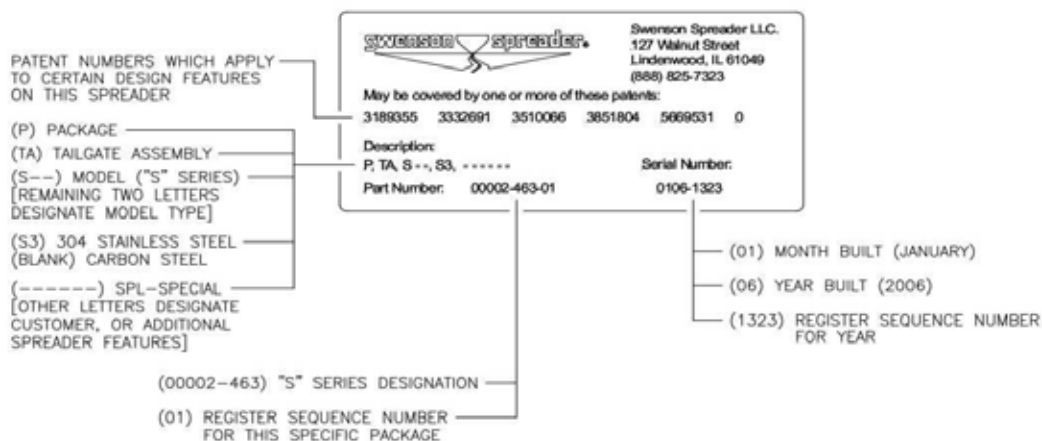 swenson spreader.
Swenson Spreader LLC.
127 Walnut Street
Lindenwood, IL 61049
(888) 825-7323
May be covered by one or more of these patents:
3189355 3332691 3510066 3851804 5669531 0
Description:
P, TA, S--, S3, ------
Serial Number:
Part Number: 00002-463-01
0106-1323
PATENT NUMBERS WHICH APPLY
TO CERTAIN DESIGN FEATURES
ON THIS SPREADER
(P) PACKAGE
(TA) TAILGATE ASSEMBLY
(S--) MODEL ("S" SERIES)
[REMAINING TWO LETTERS
DESIGNATE MODEL TYPE]
(S3) 304 STAINLESS STEEL
(BLANK) CARBON STEEL
(------) SPL-SPECIAL
[OTHER LETTERS DESIGNATE
CUSTOMER, OR ADDITIONAL
SPREADER FEATURES]
(01) MONTH BUILT (JANUARY)
(06) YEAR BUILT (2006)
(1323) REGISTER SEQUENCE NUMBER
FOR YEAR
(00002-463) "S" SERIES DESIGNATION
(01) REGISTER SEQUENCE NUMBER
FOR THIS SPECIFIC PACKAGE